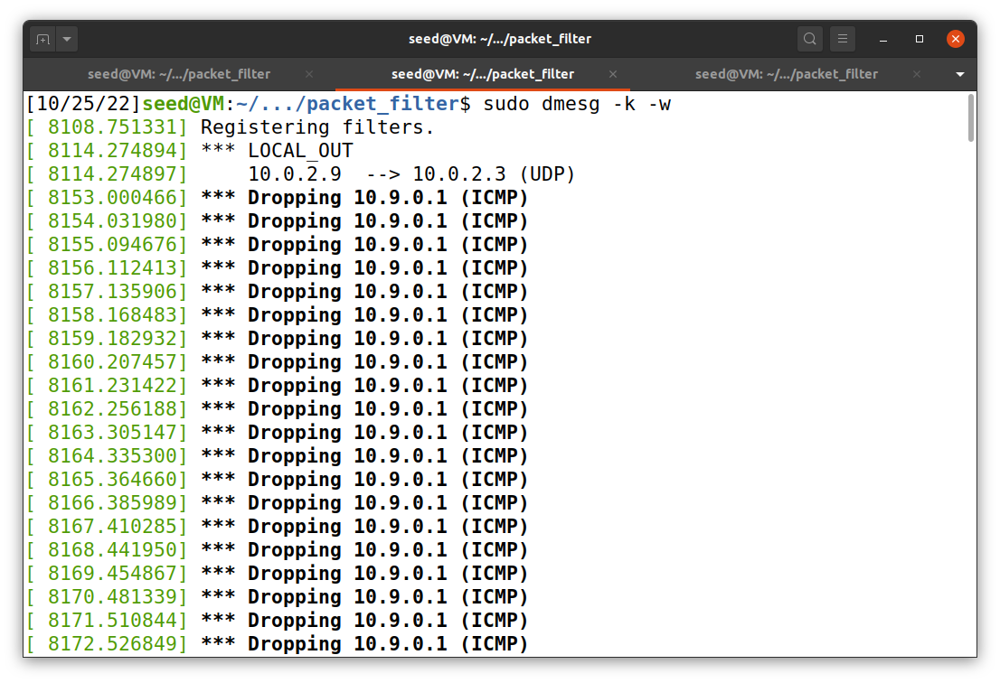 seed@VM: ~/.../packet_filter
seed@VM: ~/.../packet_filter seed@VM: ~/.../packet_filter seed@VM: ~/.../packet_filter
[10/25/22]seed@VM:~/.../packet_filter$ sudo dmesg -k -w
[ 8108.751331] Registering filters.
[ 8114.274894] *** LOCAL_OUT
[ 8114.274897]     10.0.2.9  --> 10.0.2.3 (UDP)
[ 8153.000466] *** Dropping 10.9.0.1 (ICMP)
[ 8154.031980] *** Dropping 10.9.0.1 (ICMP)
[ 8155.094676] *** Dropping 10.9.0.1 (ICMP)
[ 8156.112413] *** Dropping 10.9.0.1 (ICMP)
[ 8157.135906] *** Dropping 10.9.0.1 (ICMP)
[ 8158.168483] *** Dropping 10.9.0.1 (ICMP)
[ 8159.182932] *** Dropping 10.9.0.1 (ICMP)
[ 8160.207457] *** Dropping 10.9.0.1 (ICMP)
[ 8161.231422] *** Dropping 10.9.0.1 (ICMP)
[ 8162.256188] *** Dropping 10.9.0.1 (ICMP)
[ 8163.305147] *** Dropping 10.9.0.1 (ICMP)
[ 8164.335300] *** Dropping 10.9.0.1 (ICMP)
[ 8165.364660] *** Dropping 10.9.0.1 (ICMP)
[ 8166.385989] *** Dropping 10.9.0.1 (ICMP)
[ 8167.410285] *** Dropping 10.9.0.1 (ICMP)
[ 8168.441950] *** Dropping 10.9.0.1 (ICMP)
[ 8169.454867] *** Dropping 10.9.0.1 (ICMP)
[ 8170.481339] *** Dropping 10.9.0.1 (ICMP)
[ 8171.510844] *** Dropping 10.9.0.1 (ICMP)
[ 8172.526849] *** Dropping 10.9.0.1 (ICMP)